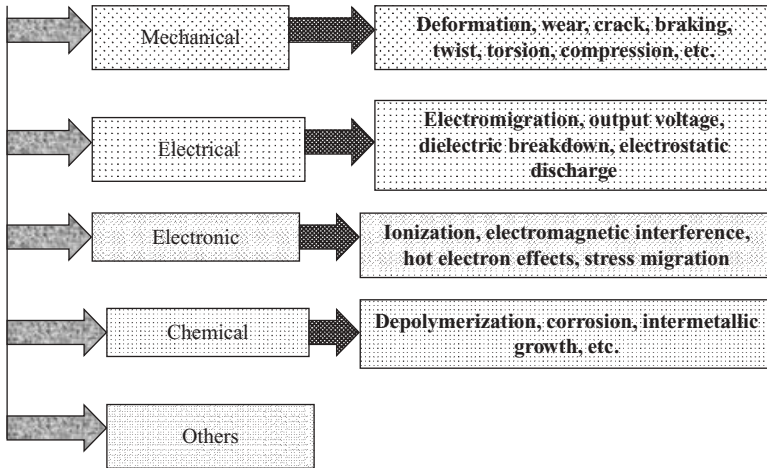 Mechanical
Deformation, wear, crack, braking,
twist, torsion, compression, etc.
Electrical
Electromigration, output voltage,
dielectric breakdown, electrostatic
discharge
Electronic
Ionization, electromagnetic interference,
hot electron effects, stress migration
Chemical
Depolymerization, corrosion, intermetallic
growth, etc.
Others